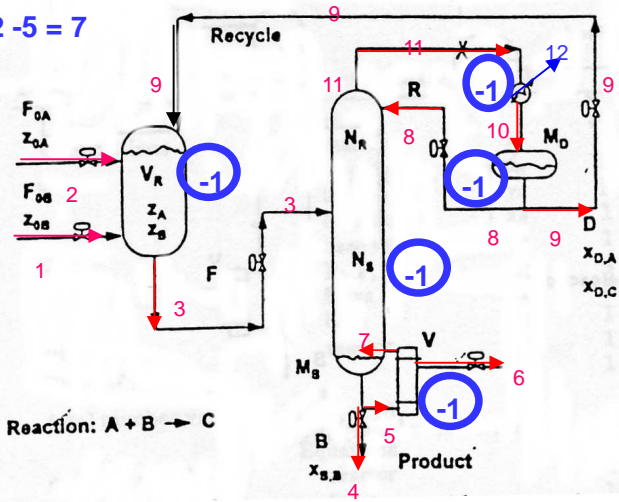 2 -5 = 7
9
Recycle
11
12
9
9
11
R
-1
F0A
z0A
NR
8
10
MD
VR
-1
-1
2
zA
zB
F0B
z0B
3
8
9
D
1
F
NS
-1
xD,A
3
xD,C
7
V
MB
6
-1
Reaction: A + B → C
5
B
xB,B
Product
4